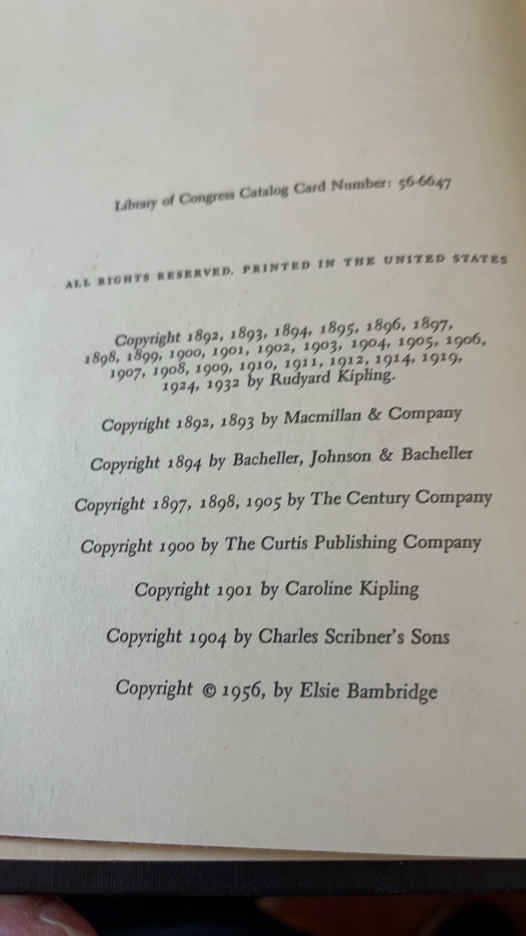 Library of Congress Catalog Card Number: 56-6647
ALL RIGHTS RESERVED. PRINTED IN THE UNITED STATES
Copyright 1892, 1893, 1894, 1895, 1896, 1897,
1898, 1899, 1900, 1901, 1902, 1903, 1904, 1905, 1906,
1907, 1908, 1909, 1910, 1911, 1912, 1914, 1919,
1924, 1932 by Rudyard Kipling.
Copyright 1892, 1893 by Macmillan & Company
Copyright 1894 by Bacheller, Johnson & Bacheller
Copyright 1897, 1898, 1905 by The Century Company
Copyright 1900 by The Curtis Publishing Company
Copyright 1901 by Caroline Kipling
Copyright 1904 by Charles Scribner's Sons
Copyright © 1956, by Elsie Bambridge